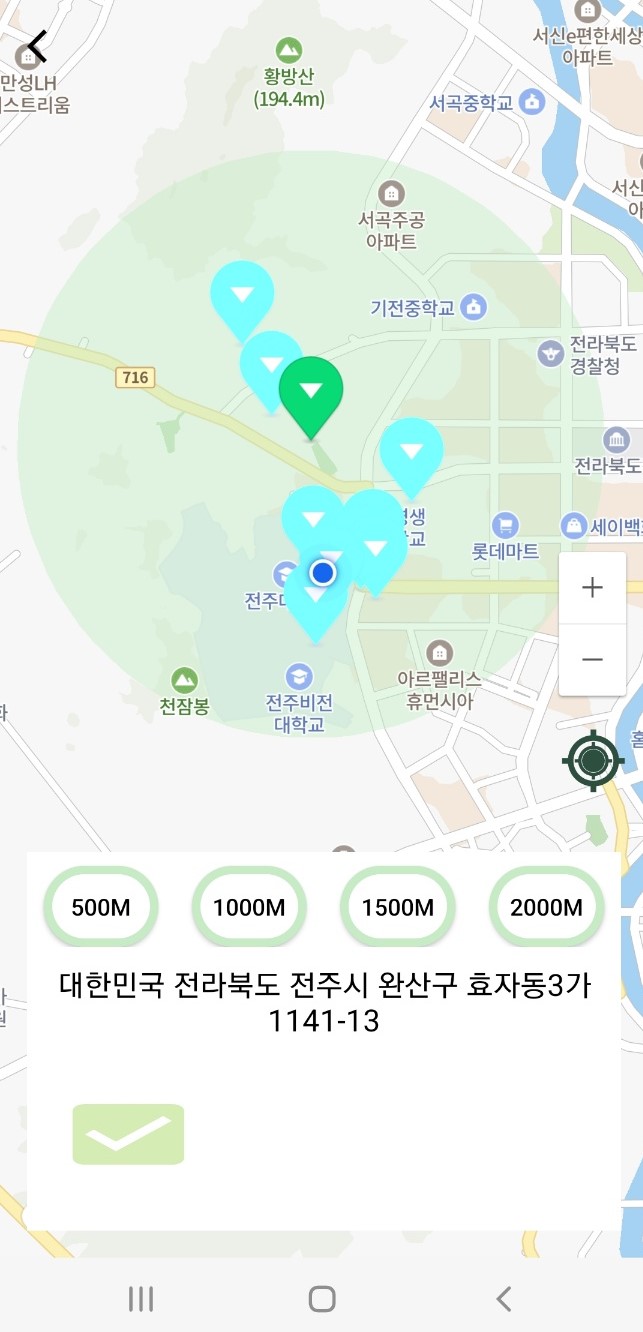 서신e편한세상
아파트
만성LH
스트리움
황방산
(194.4m)
서곡중학교
서신
서곡주공
아파트
기전중학교
전라북도
경찰청
716
전라북도
롯데마트
세이백
전주대
아르팰리스
휴먼시아
천잠봉
전주비전
대학교
+
−
500M
1000M
1500M
2000M
대한민국 전라북도 전주시 완산구 효자동3가
1141-13